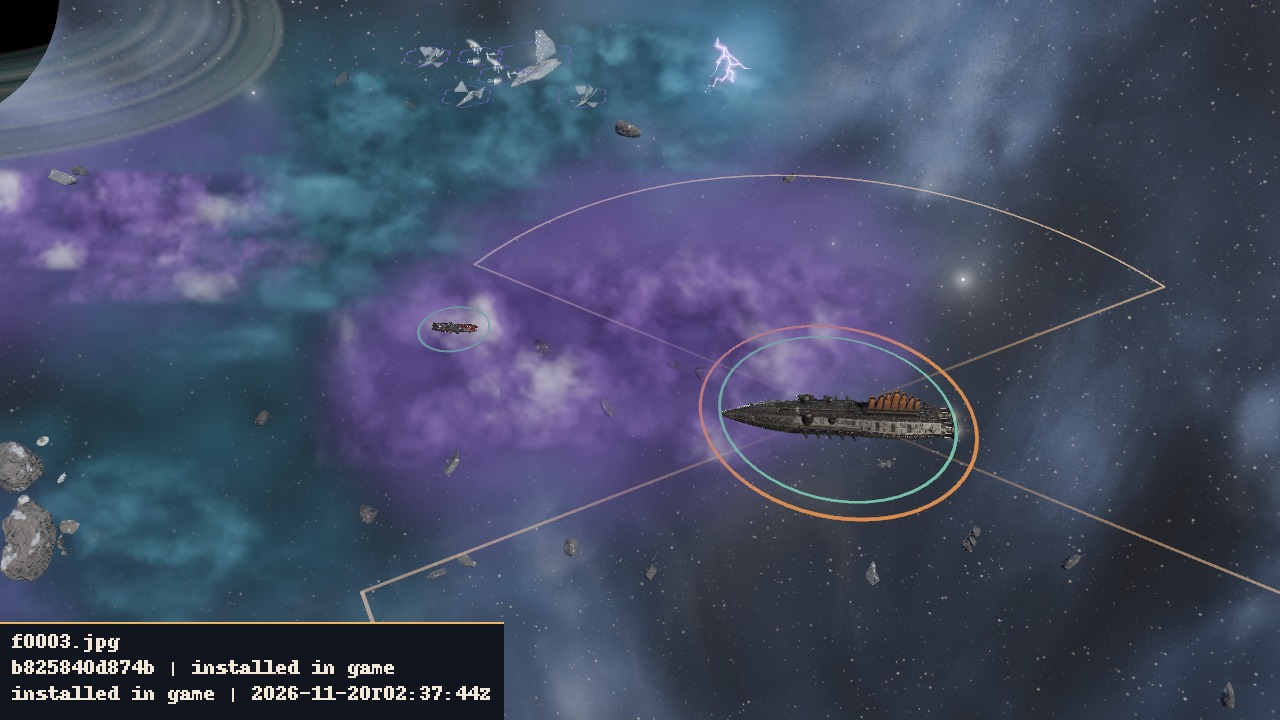 f0003.jpg
b825840d874b | installed in game
installed in game | 2026-11-20T02:37:44Z